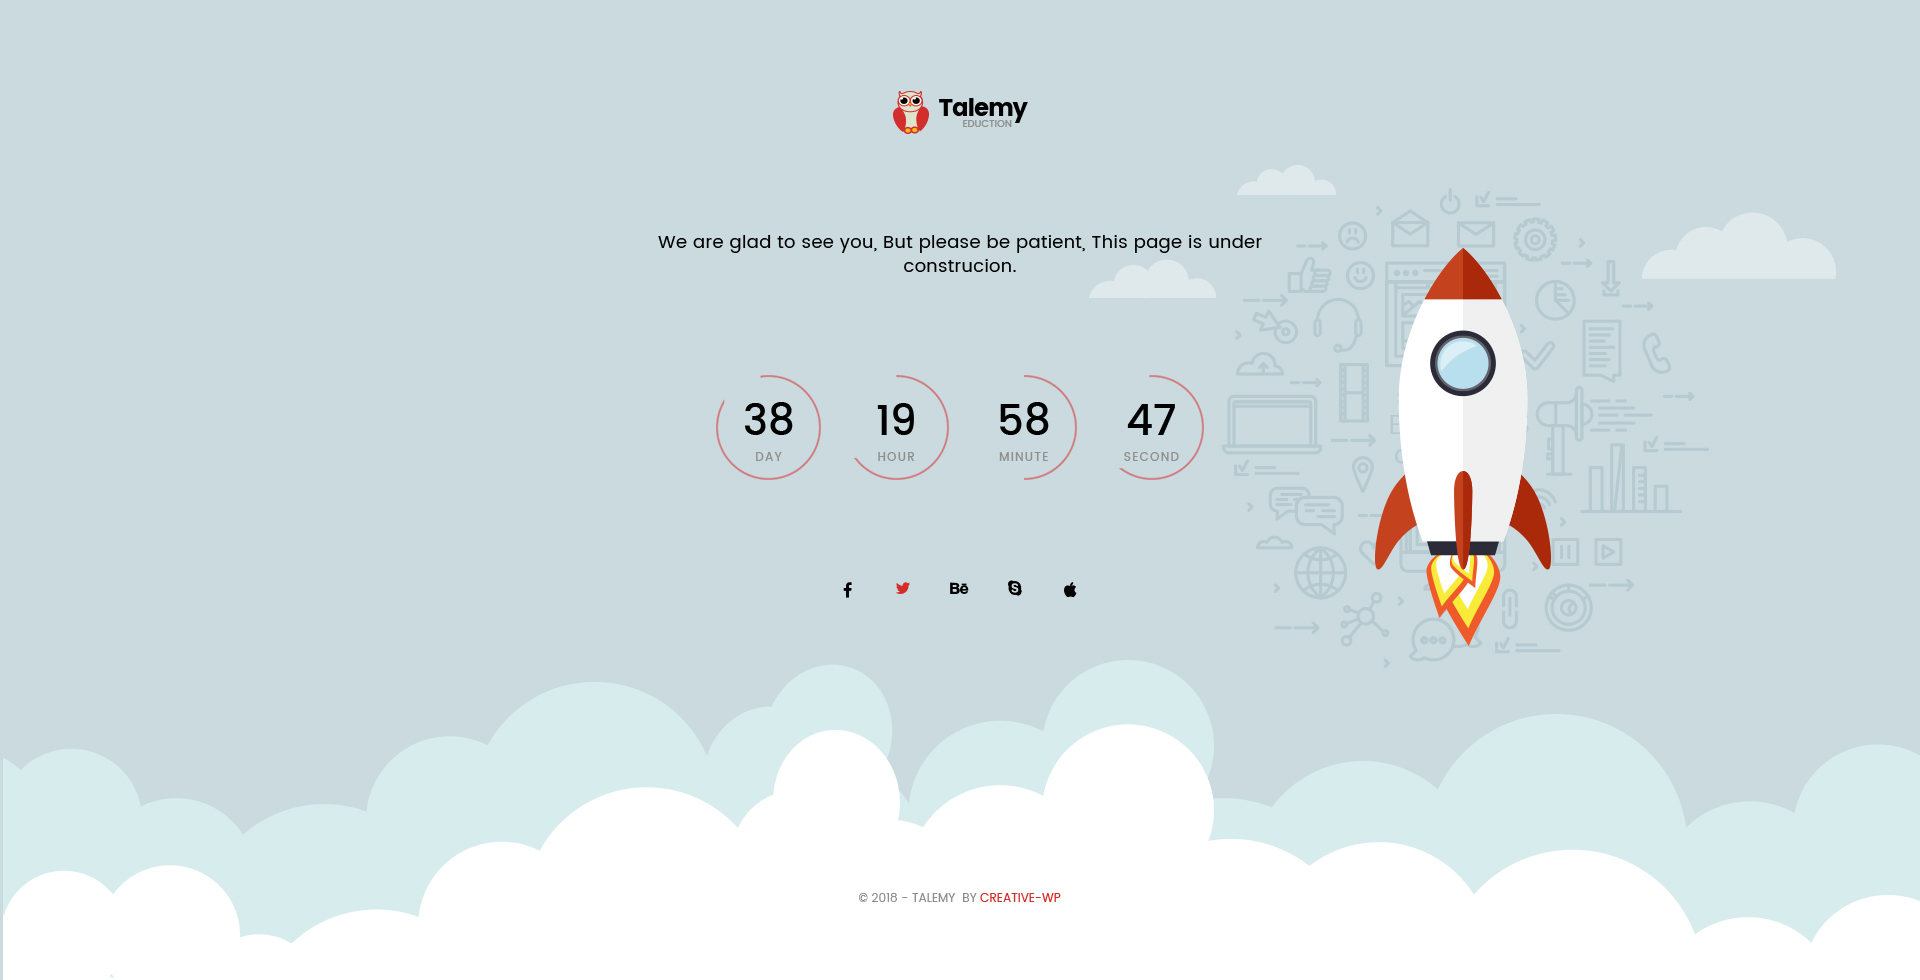 Talemy
EDUCTION
We are glad to see you, But please be patient, This page is under
construcion.
38 19 58 47
DAY HOUR MINUTE SECOND
Bē
© 2018 - TALEMY BY CREATIVE-WP